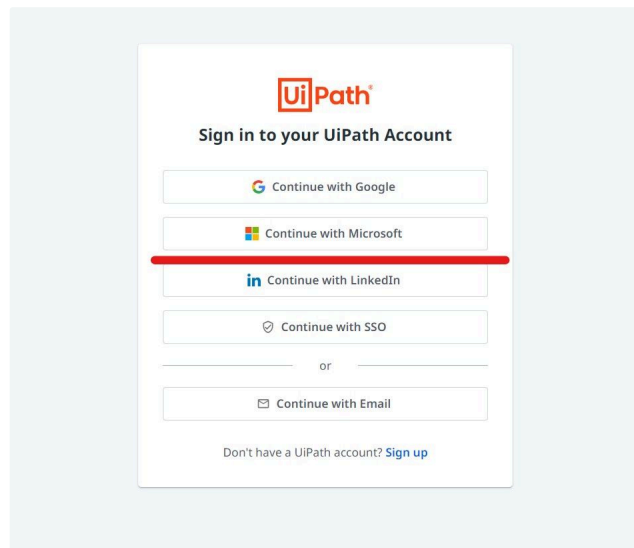 UiPath®
Sign in to your UiPath Account
Continue with Google
Continue with Microsoft
in Continue with LinkedIn
Continue with SSO
or
Continue with Email
Don't have a UiPath account? Sign up